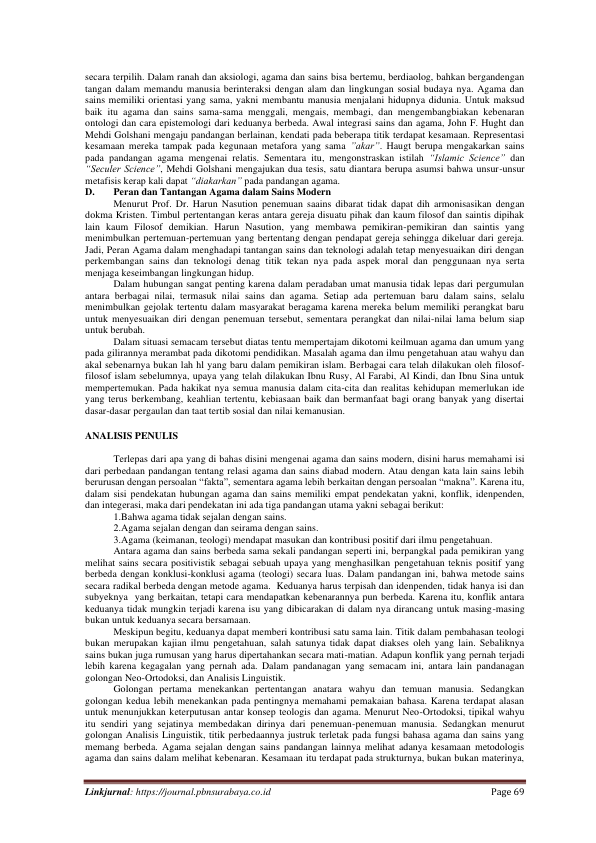 secara terpilih. Dalam ranah dan aksiologi, agama dan sains bisa bertemu, berdiaolog, bahkan bergandengan
tangan dalam memandu manusia berinteraksi dengan alam dan lingkungan sosial budaya nya. Agama dan
sains memiliki orientasi yang sama, yakni membantu manusia menjalani hidupnya didunia. Untuk maksud
baik itu agama dan sains sama-sama menggali, mengais, membagi, dan mengembangbiakan kebenaran
ontologi dan cara epistemologi dari keduanya berbeda. Awal integrasi sains dan agama, John F. Hught dan
Mehdi Golshani mengaju pandangan berlainan, kendati pada beberapa titik terdapat kesamaan. Representasi
kesamaan mereka tampak pada kegunaan metafora yang sama "akar". Haugt berupa mengakarkan sains
pada pandangan agama mengenai relatis. Sementara itu, mengonstraskan istilah "Islamic Science" dan
"Seculer Science", Mehdi Golshani mengajukan dua tesis, satu diantara berupa asumsi bahwa unsur-unsur
metafisis kerap kali dapat "diakarkan" pada pandangan agama.
D. Peran dan Tantangan Agama dalam Sains Modern
Menurut Prof. Dr. Harun Nasution penemuan saains dibarat tidak dapat dih armonisasikan dengan
dokma Kristen. Timbul pertentangan keras antara gereja disuatu pihak dan kaum filosof dan saintis dipihak
lain kaum Filosof demikian. Harun Nasution, yang membawa pemikiran-pemikiran dan saintis yang
menimbulkan pertemuan-pertemuan yang bertentang dengan pendapat gereja sehingga dikeluar dari gereja.
Jadi, Peran Agama dalam menghadapi tantangan sains dan teknologi adalah tetap menyesuaikan diri dengan
perkembangan sains dan teknologi denag titik tekan nya pada aspek moral dan penggunaan nya serta
menjaga keseimbangan lingkungan hidup.
Dalam hubungan sangat penting karena dalam peradaban umat manusia tidak lepas dari pergumulan
antara berbagai nilai, termasuk nilai sains dan agama. Setiap ada pertemuan baru dalam sains, selalu
menimbulkan gejolak tertentu dalam masyarakat beragama karena mereka belum memiliki perangkat baru
untuk menyesuaikan diri dengan penemuan tersebut, sementara perangkat dan nilai-nilai lama belum siap
untuk berubah.
Dalam situasi semacam tersebut diatas tentu mempertajam dikotomi keilmuan agama dan umum yang
pada gilirannya merambat pada dikotomi pendidikan. Masalah agama dan ilmu pengetahuan atau wahyu dan
akal sebenarnya bukan lah hl yang baru dalam pemikiran islam. Berbagai cara telah dilakukan oleh filosof-
filosof islam sebelumnya, upaya yang telah dilakukan Ibnu Rusy, Al Farabi, Al Kindi, dan Ibnu Sina untuk
mempertemukan. Pada hakikat nya semua manusia dalam cita-cita dan realitas kehidupan memerlukan ide
yang terus berkembang, keahlian tertentu, kebiasaan baik dan bermanfaat bagi orang banyak yang disertai
dasar-dasar pergaulan dan taat tertib sosial dan nilai kemanusian.
ANALISIS PENULIS
Terlepas dari apa yang di bahas disini mengenai agama dan sains modern, disini harus memahami isi
dari perbedaan pandangan tentang relasi agama dan sains diabad modern. Atau dengan kata lain sains lebih
berurusan dengan persoalan "fakta", sementara agama lebih berkaitan dengan persoalan "makna". Karena itu,
dalam sisi pendekatan hubungan agama dan sains memiliki empat pendekatan yakni, konflik, idenpenden,
dan integerasi, maka dari pendekatan ini ada tiga pandangan utama yakni sebagai berikut:
1.Bahwa agama tidak sejalan dengan sains.
2.Agama sejalan dengan dan seirama dengan sains.
3.Agama (keimanan, teologi) mendapat masukan dan kontribusi positif dari ilmu pengetahuan.
Antara agama dan sains berbeda sama sekali pandangan seperti ini, berpangkal pada pemikiran yang
melihat sains secara positivistik sebagai sebuah upaya yang menghasilkan pengetahuan teknis positif yang
berbeda dengan konklusi-konklusi agama (teologi) secara luas. Dalam pandangan ini, bahwa metode sains
secara radikal berbeda dengan metode agama. Keduanya harus terpisah dan idenpenden, tidak hanya isi dan
subyeknya yang berkaitan, tetapi cara mendapatkan kebenarannya pun berbeda. Karena itu, konflik antara
keduanya tidak mungkin terjadi karena isu yang dibicarakan di dalam nya dirancang untuk masing-masing
bukan untuk keduanya secara bersamaan.
Meskipun begitu, keduanya dapat memberi kontribusi satu sama lain. Titik dalam pembahasan teologi
bukan merupakan kajian ilmu pengetahuan, salah satunya tidak dapat diakses oleh yang lain. Sebaliknya
sains bukan juga rumusan yang harus dipertahankan secara mati-matian. Adapun konflik yang pernah terjadi
lebih karena kegagalan yang pernah ada. Dalam pandanagan yang semacam ini, antara lain pandanagan
golongan Neo-Ortodoksi, dan Analisis Linguistik.
Golongan pertama menekankan pertentangan anatara wahyu dan temuan manusia. Sedangkan
golongan kedua lebih menekankan pada pentingnya memahami pemakaian bahasa. Karena terdapat alasan
untuk menunjukkan keterputusan antar konsep teologis dan agama. Menurut Neo-Ortodoksi, tipikal wahyu
itu sendiri yang sejatinya membedakan dirinya dari penemuan-penemuan manusia. Sedangkan menurut
golongan Analisis Linguistik, titik perbedaannya justruk terletak pada fungsi bahasa agama dan sains yang
memang berbeda. Agama sejalan dengan sains pandangan lainnya melihat adanya kesamaan metodologis
agama dan sains dalam melihat kebenaran. Kesamaan itu terdapat pada strukturnya, bukan bukan materinya,
Linkjurnal: https://journal.pbnsurabaya.co.id Page 69